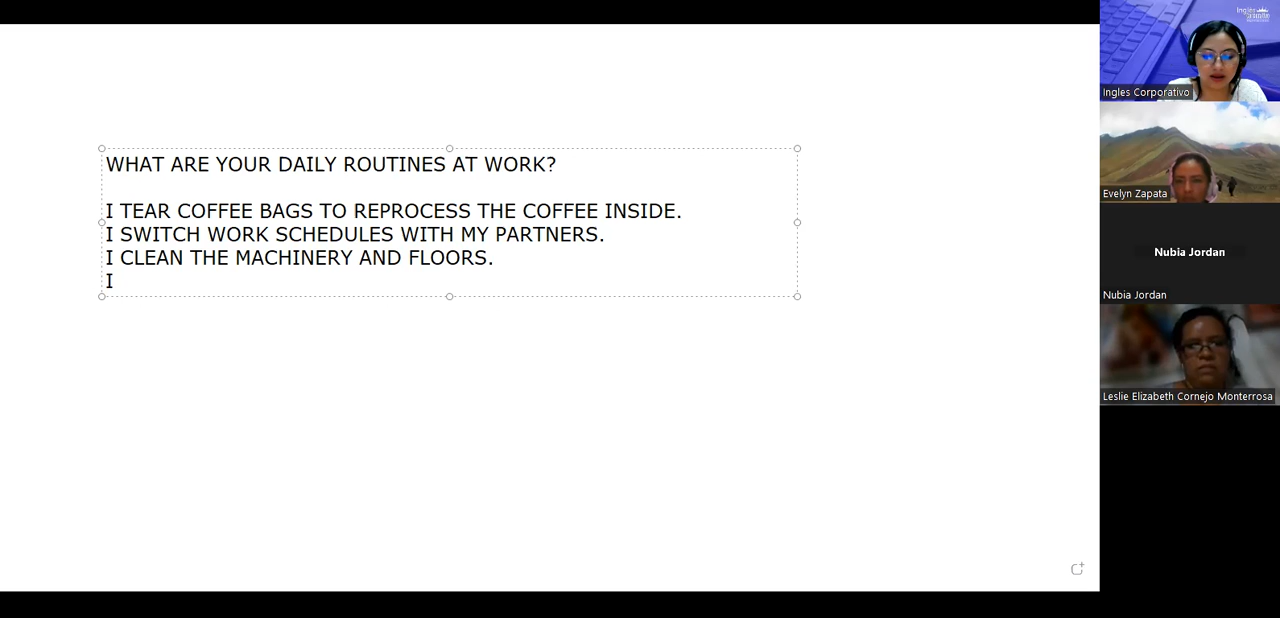 WHAT ARE YOUR DAILY ROUTINES AT WORK?
I TEAR COFFEE BAGS TO REPROCESS THE COFFEE INSIDE.
I SWITCH WORK SCHEDULES WITH MY PARTNERS.
I CLEAN THE MACHINERY AND FLOORS.
I
Ingles
Ingles Corporativo
Evelyn Zapata
Nubia Jordan
Nubia Jordan
Leslie Elizabeth Cornejo Monterrosa